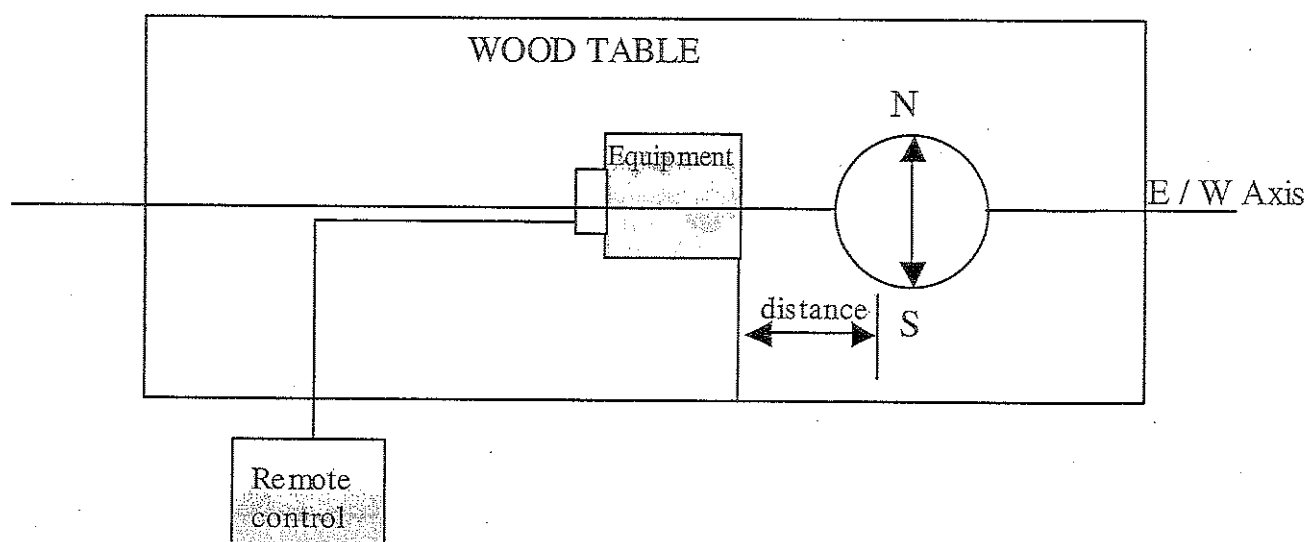 WOOD TABLE
N
Equipment
E / W Axis
distance
S
Remote
control